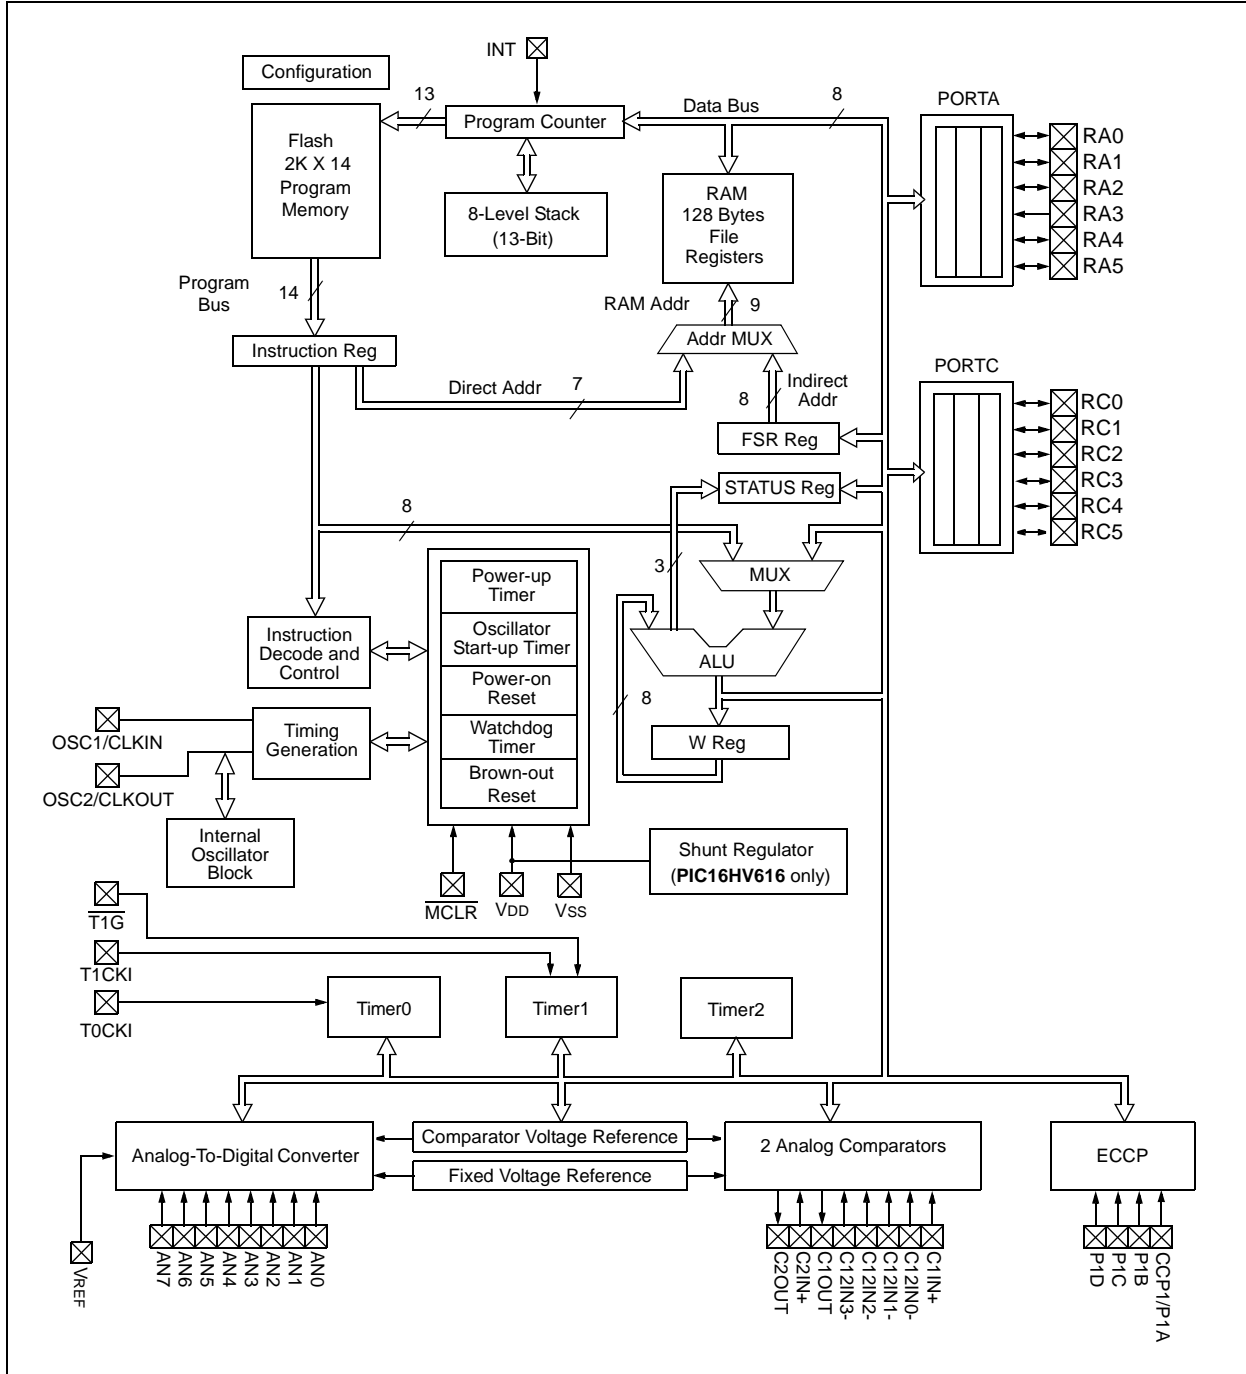 INT
Configuration
13
Program Counter
Data Bus
8
PORTA
Flash
2K X 14
Program
Memory
8-Level Stack
(13-Bit)
RAM
128 Bytes
File
Registers
RA0
RA1
RA2
RA3
RA4
RA5
Program
Bus
14
RAM Addr
9
Addr MUX
Instruction Reg
Direct Addr
7
8
Indirect
Addr
PORTC
FSR Reg
STATUS Reg
RC0
RC1
RC2
RC3
RC4
RC5
8
3
MUX
Power-up
Timer
Oscillator
Start-up Timer
Power-on
Reset
Watchdog
Timer
Brown-out
Reset
Instruction
Decode and
Control
ALU
8
W Reg
OSC1/CLKIN
Timing
Generation
OSC2/CLKOUT
Internal
Oscillator
Block
Shunt Regulator
(PIC16HV616 only)
MCLR
VDD
VSS
T1G
T1CKI
T0CKI
Timer0
Timer1
Timer2
Analog-To-Digital Converter
Comparator Voltage Reference
Fixed Voltage Reference
2 Analog Comparators
ECCP
VREF
AN7
AN6
AN5
AN4
AN3
AN2
AN1
AN0
C2OUT
C2IN+
C1OUT
C12IN3-
C12IN2-
C12IN1-
C12IN0-
C1IN+
P1D
P1C
P1B
CCP1/P1A